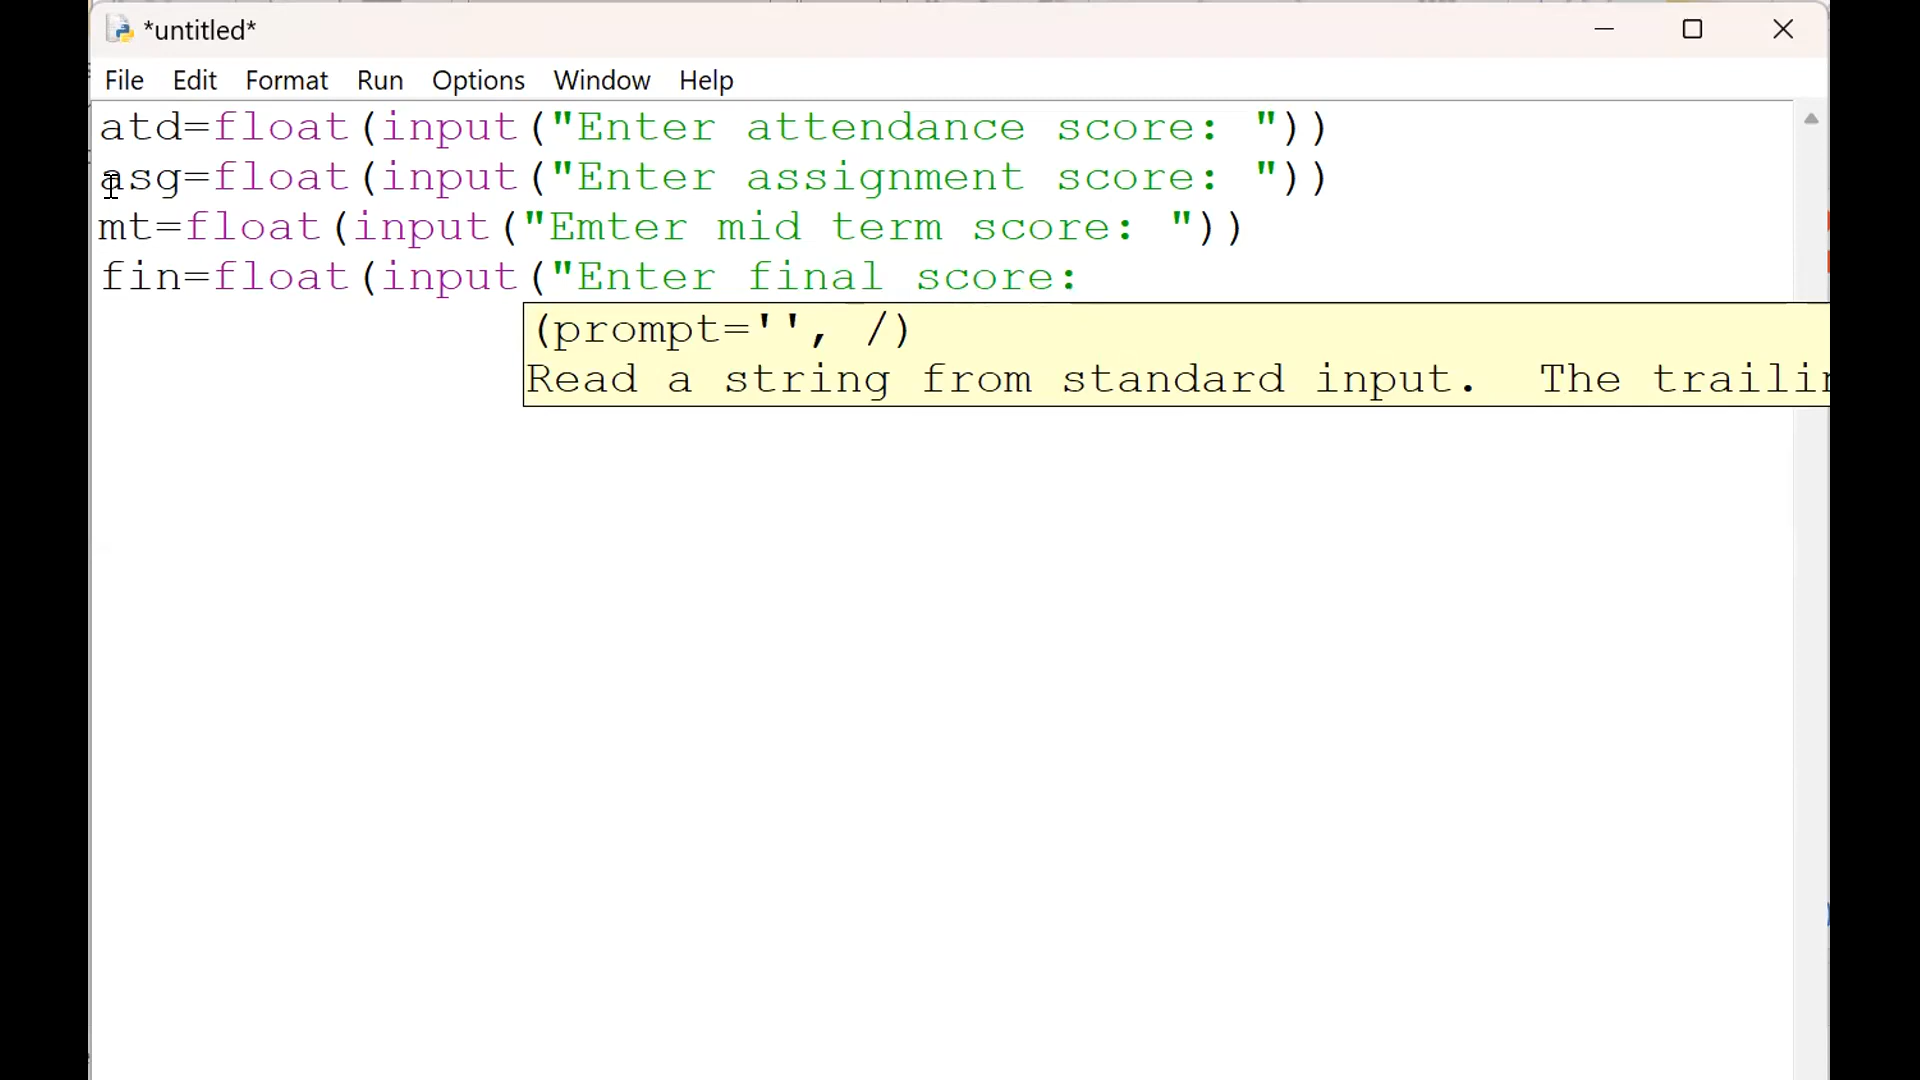 *untitled*
File Edit Format Run Options Window Help
atd=float(input("Enter attendance score: "))
asg=float(input("Enter assignment score: "))
mt=float(input("Emter mid term score: "))
fin=float(input("Enter final score:
(prompt='', /)
Read a string from standard input.  The trailin